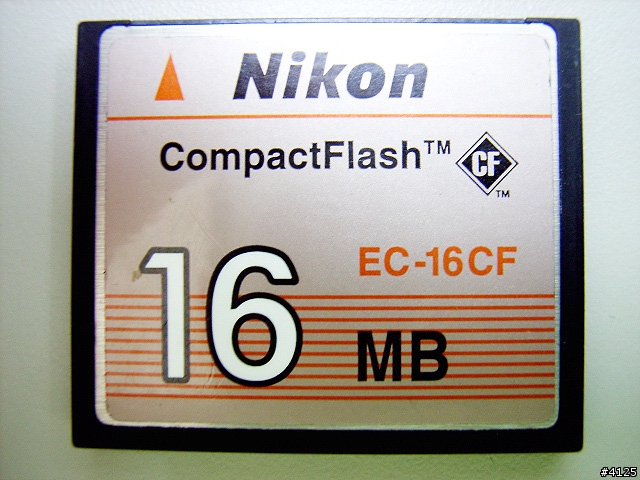 Nikon
CompactFlash™
CF
TM
EC-16CF
16 MB
#4125